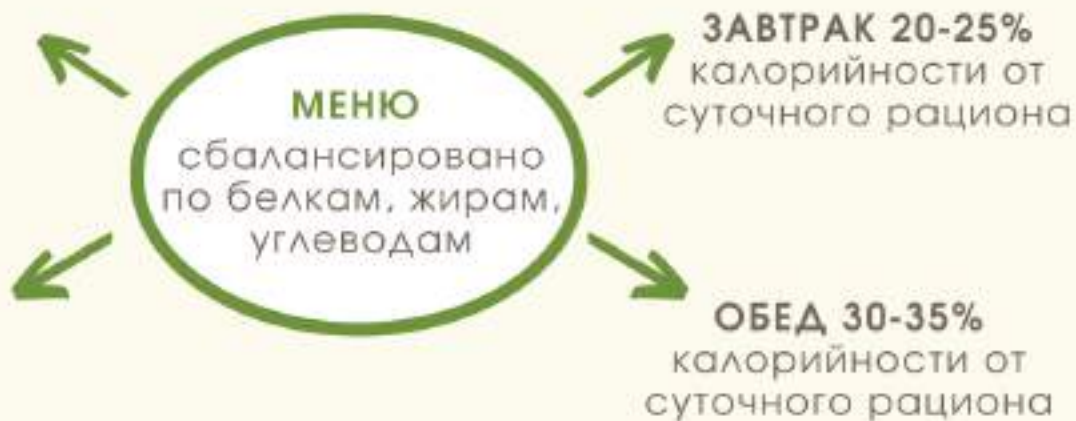 МЕНЮ
сбалансировано
по белкам, жирам,
углеводам
ЗАВТРАК 20-25%
калорийности от
суточного рациона
ОБЕД 30-35%
калорийности от
суточного рациона